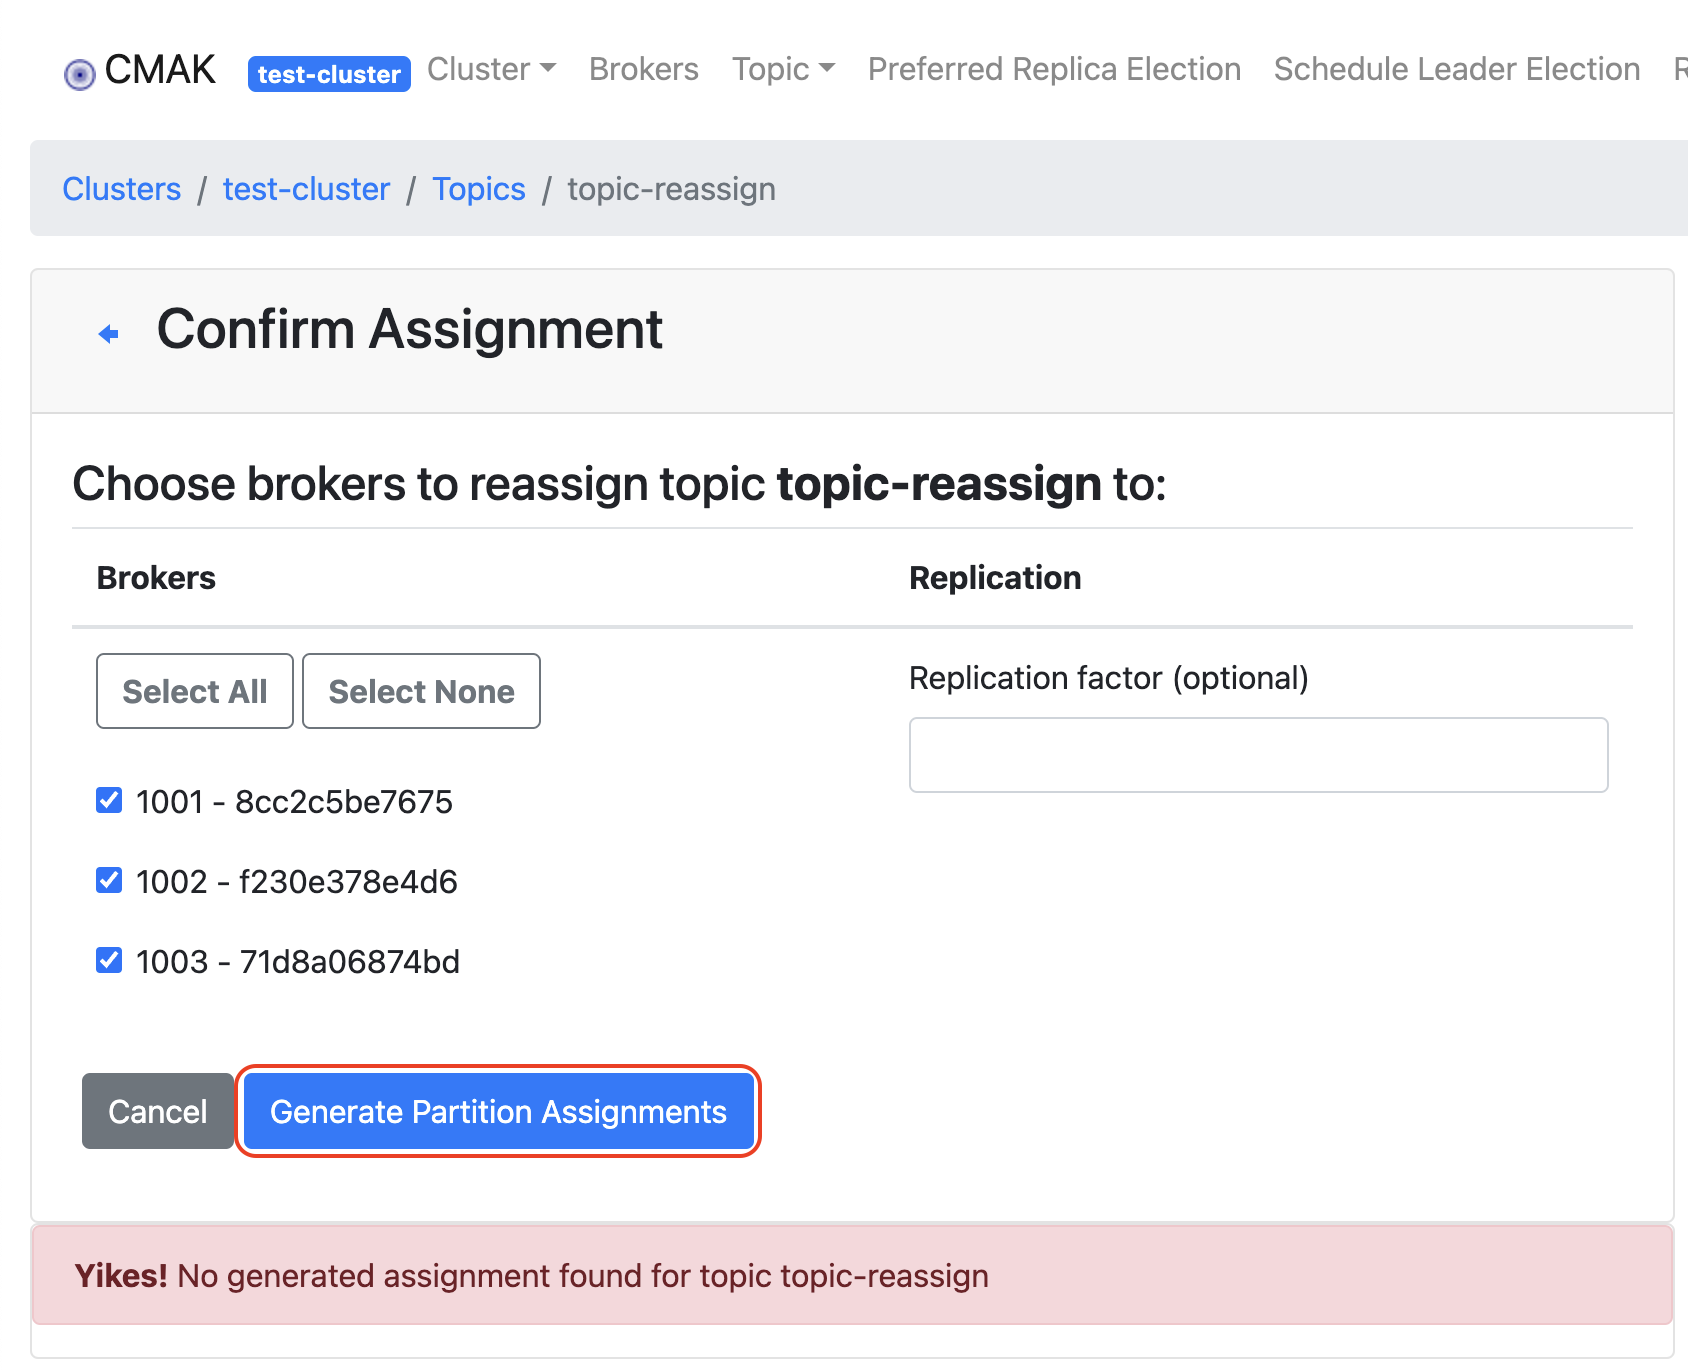 CMAK test-cluster Cluster Brokers Topic Preferred Replica Election Schedule Leader Election
Clusters / test-cluster / Topics / topic-reassign
Confirm Assignment
Choose brokers to reassign topic topic-reassign to:
Brokers Replication
Select All Select None
Replication factor (optional)
1001 - 8cc2c5be7675
1002 - f230e378e4d6
1003 - 71d8a06874bd
Cancel Generate Partition Assignments
Yikes! No generated assignment found for topic topic-reassign